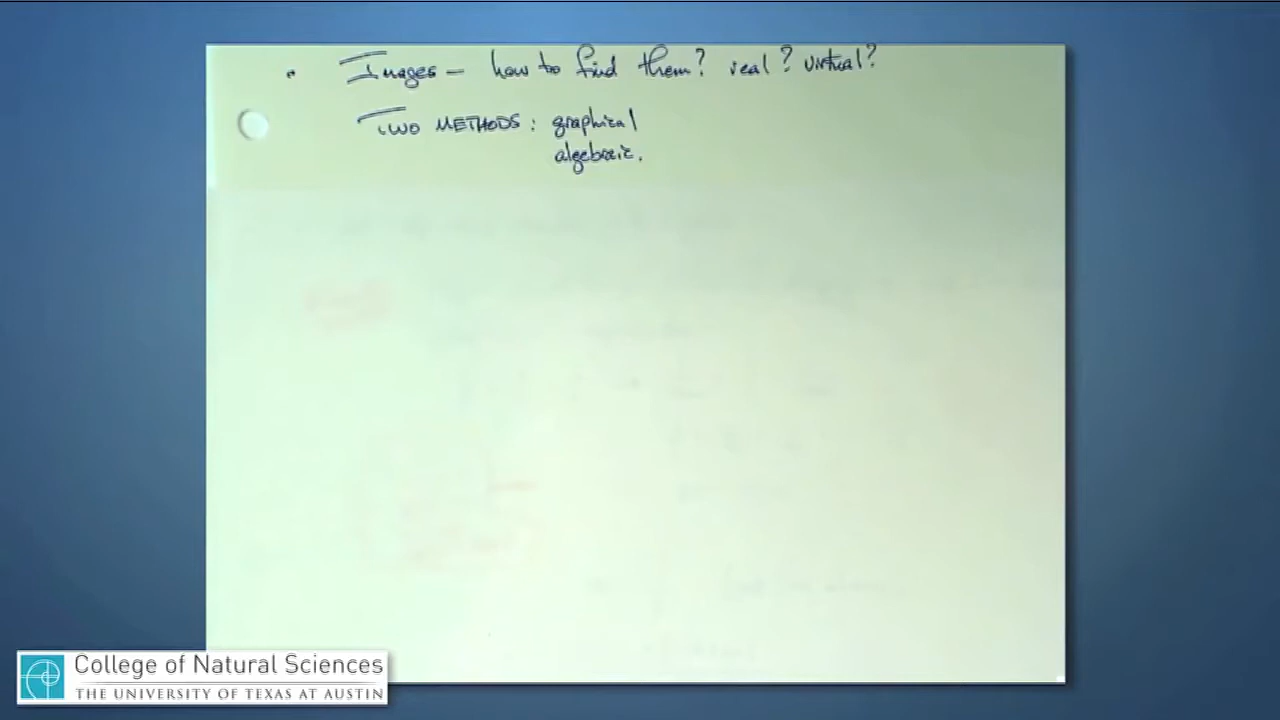 • Images – how to find them? real? virtual?
TWO METHODS: graphical
algebraic.
College of Natural Sciences
THE UNIVERSITY OF TEXAS AT AUSTIN